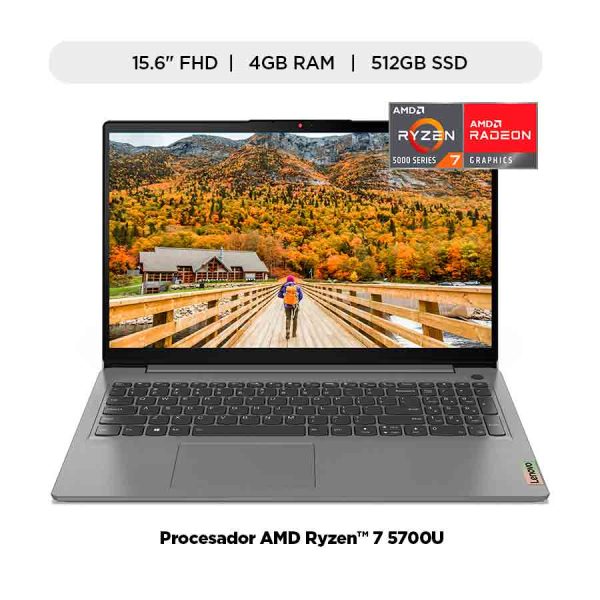 15.6" FHD | 4GB RAM | 512GB SSD
AMD
RYZEN
5000 SERIES 7
AMD
RADEON
GRAPHICS
Lenovo
Procesador AMD Ryzen™ 7 5700U